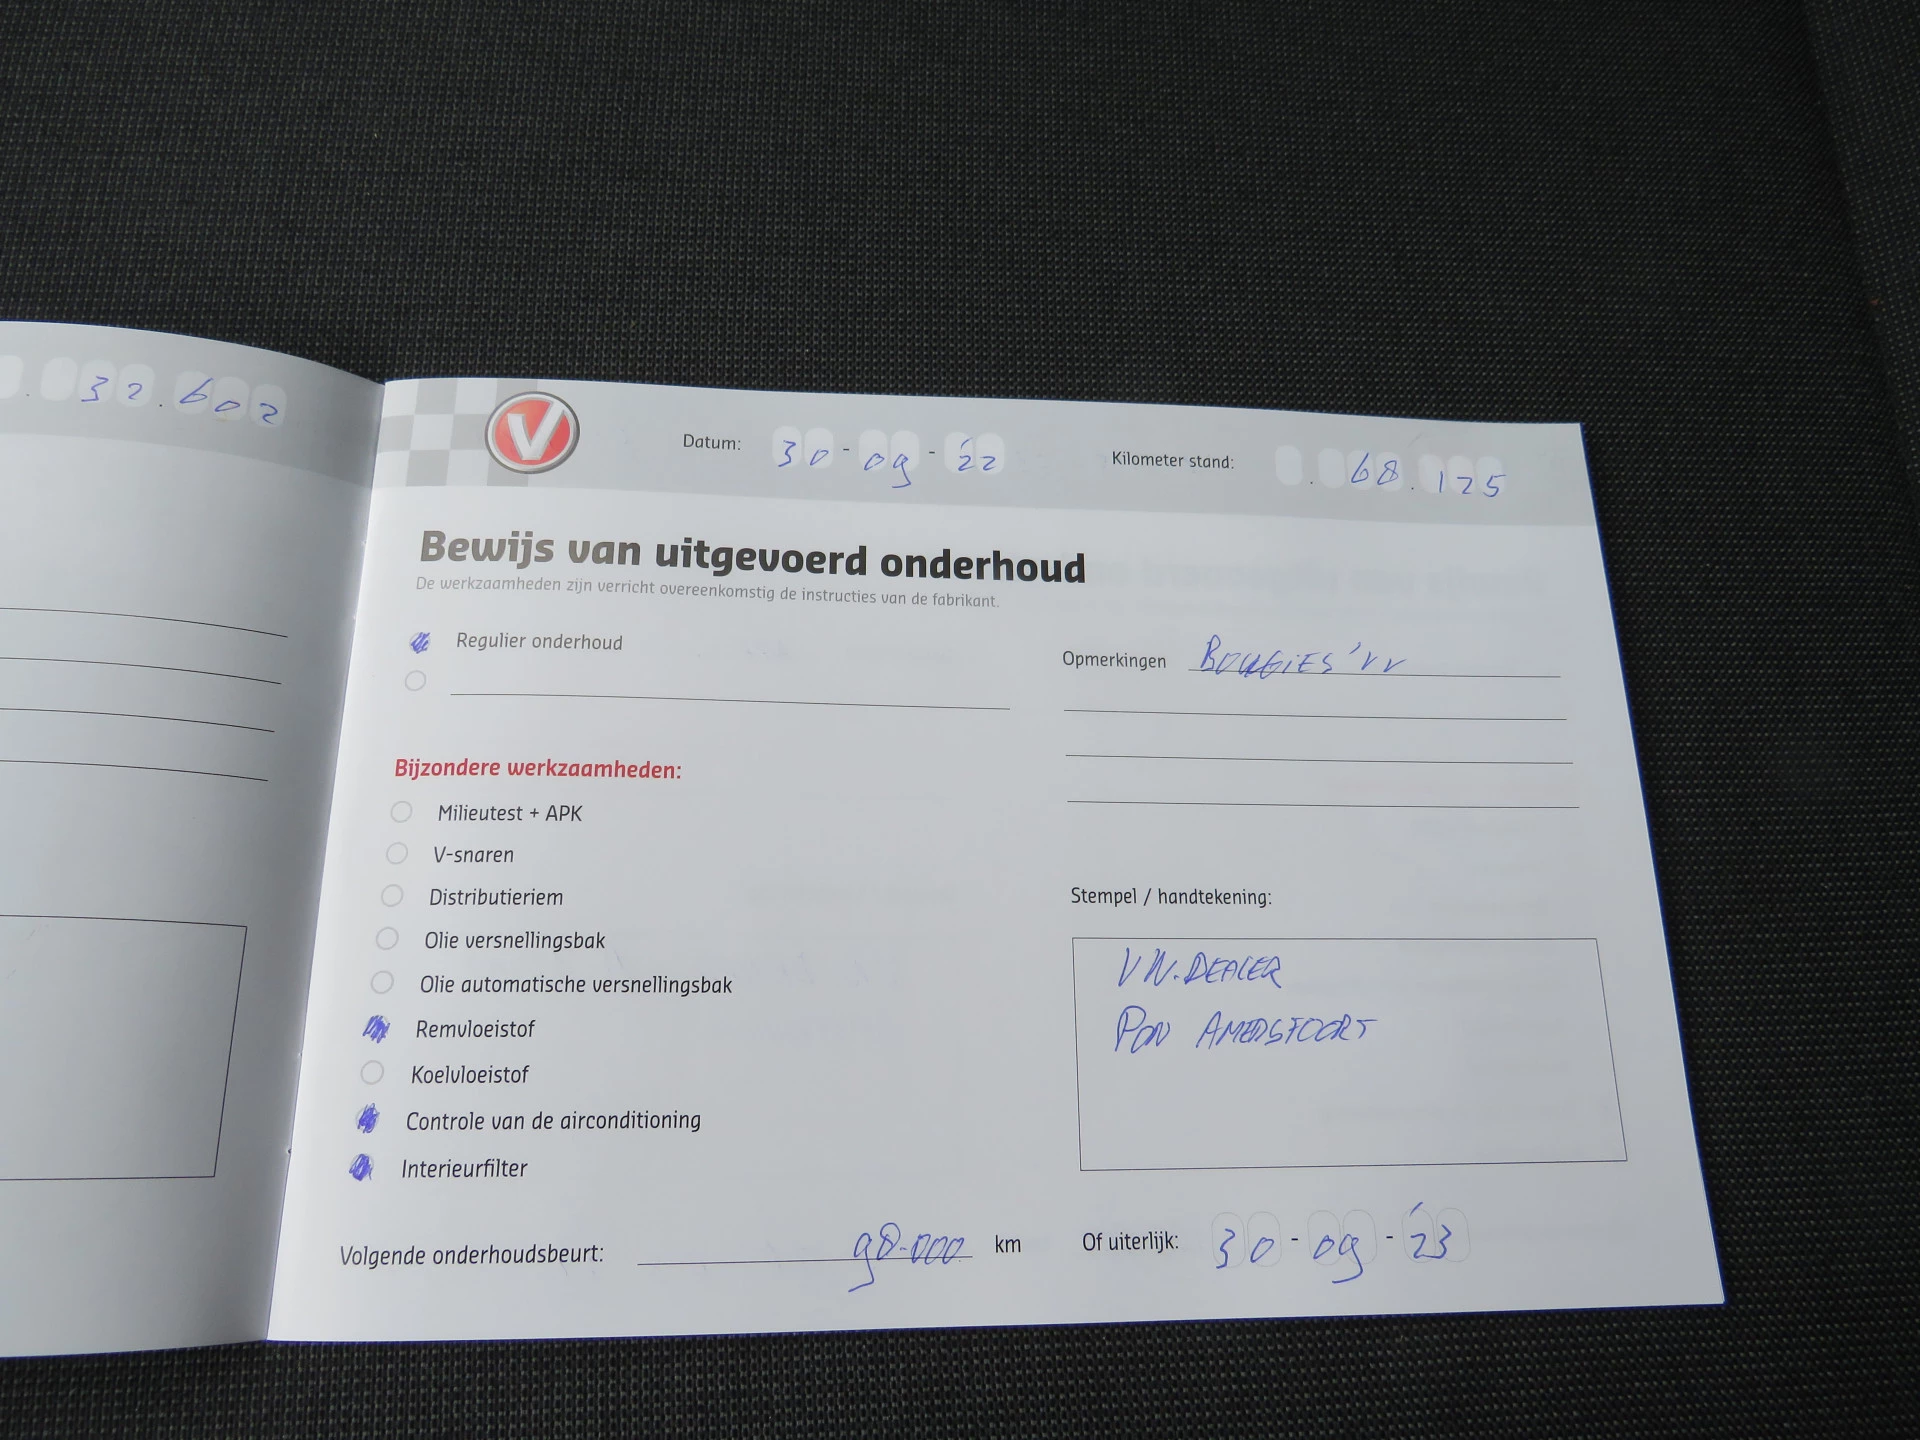 . 32.602
V
Datum: 30-09-'22
Kilometer stand: . 68.125
Bewijs van uitgevoerd onderhoud
De werkzaamheden zijn verricht overeenkomstig de instructies van de fabrikant.
Regulier onderhoud
Opmerkingen BOUGIES 'VV
Bijzondere werkzaamheden:
Milieutest + APK
V-snaren
Distributieriem
Olie versnellingsbak
Olie automatische versnellingsbak
Remvloeistof
Koelvloeistof
Controle van de airconditioning
Interieurfilter
Stempel / handtekening:
VW.DEALER
PON AMERSFOORT
Volgende onderhoudsbeurt: 98.000 km
Of uiterlijk: 30-09-'23